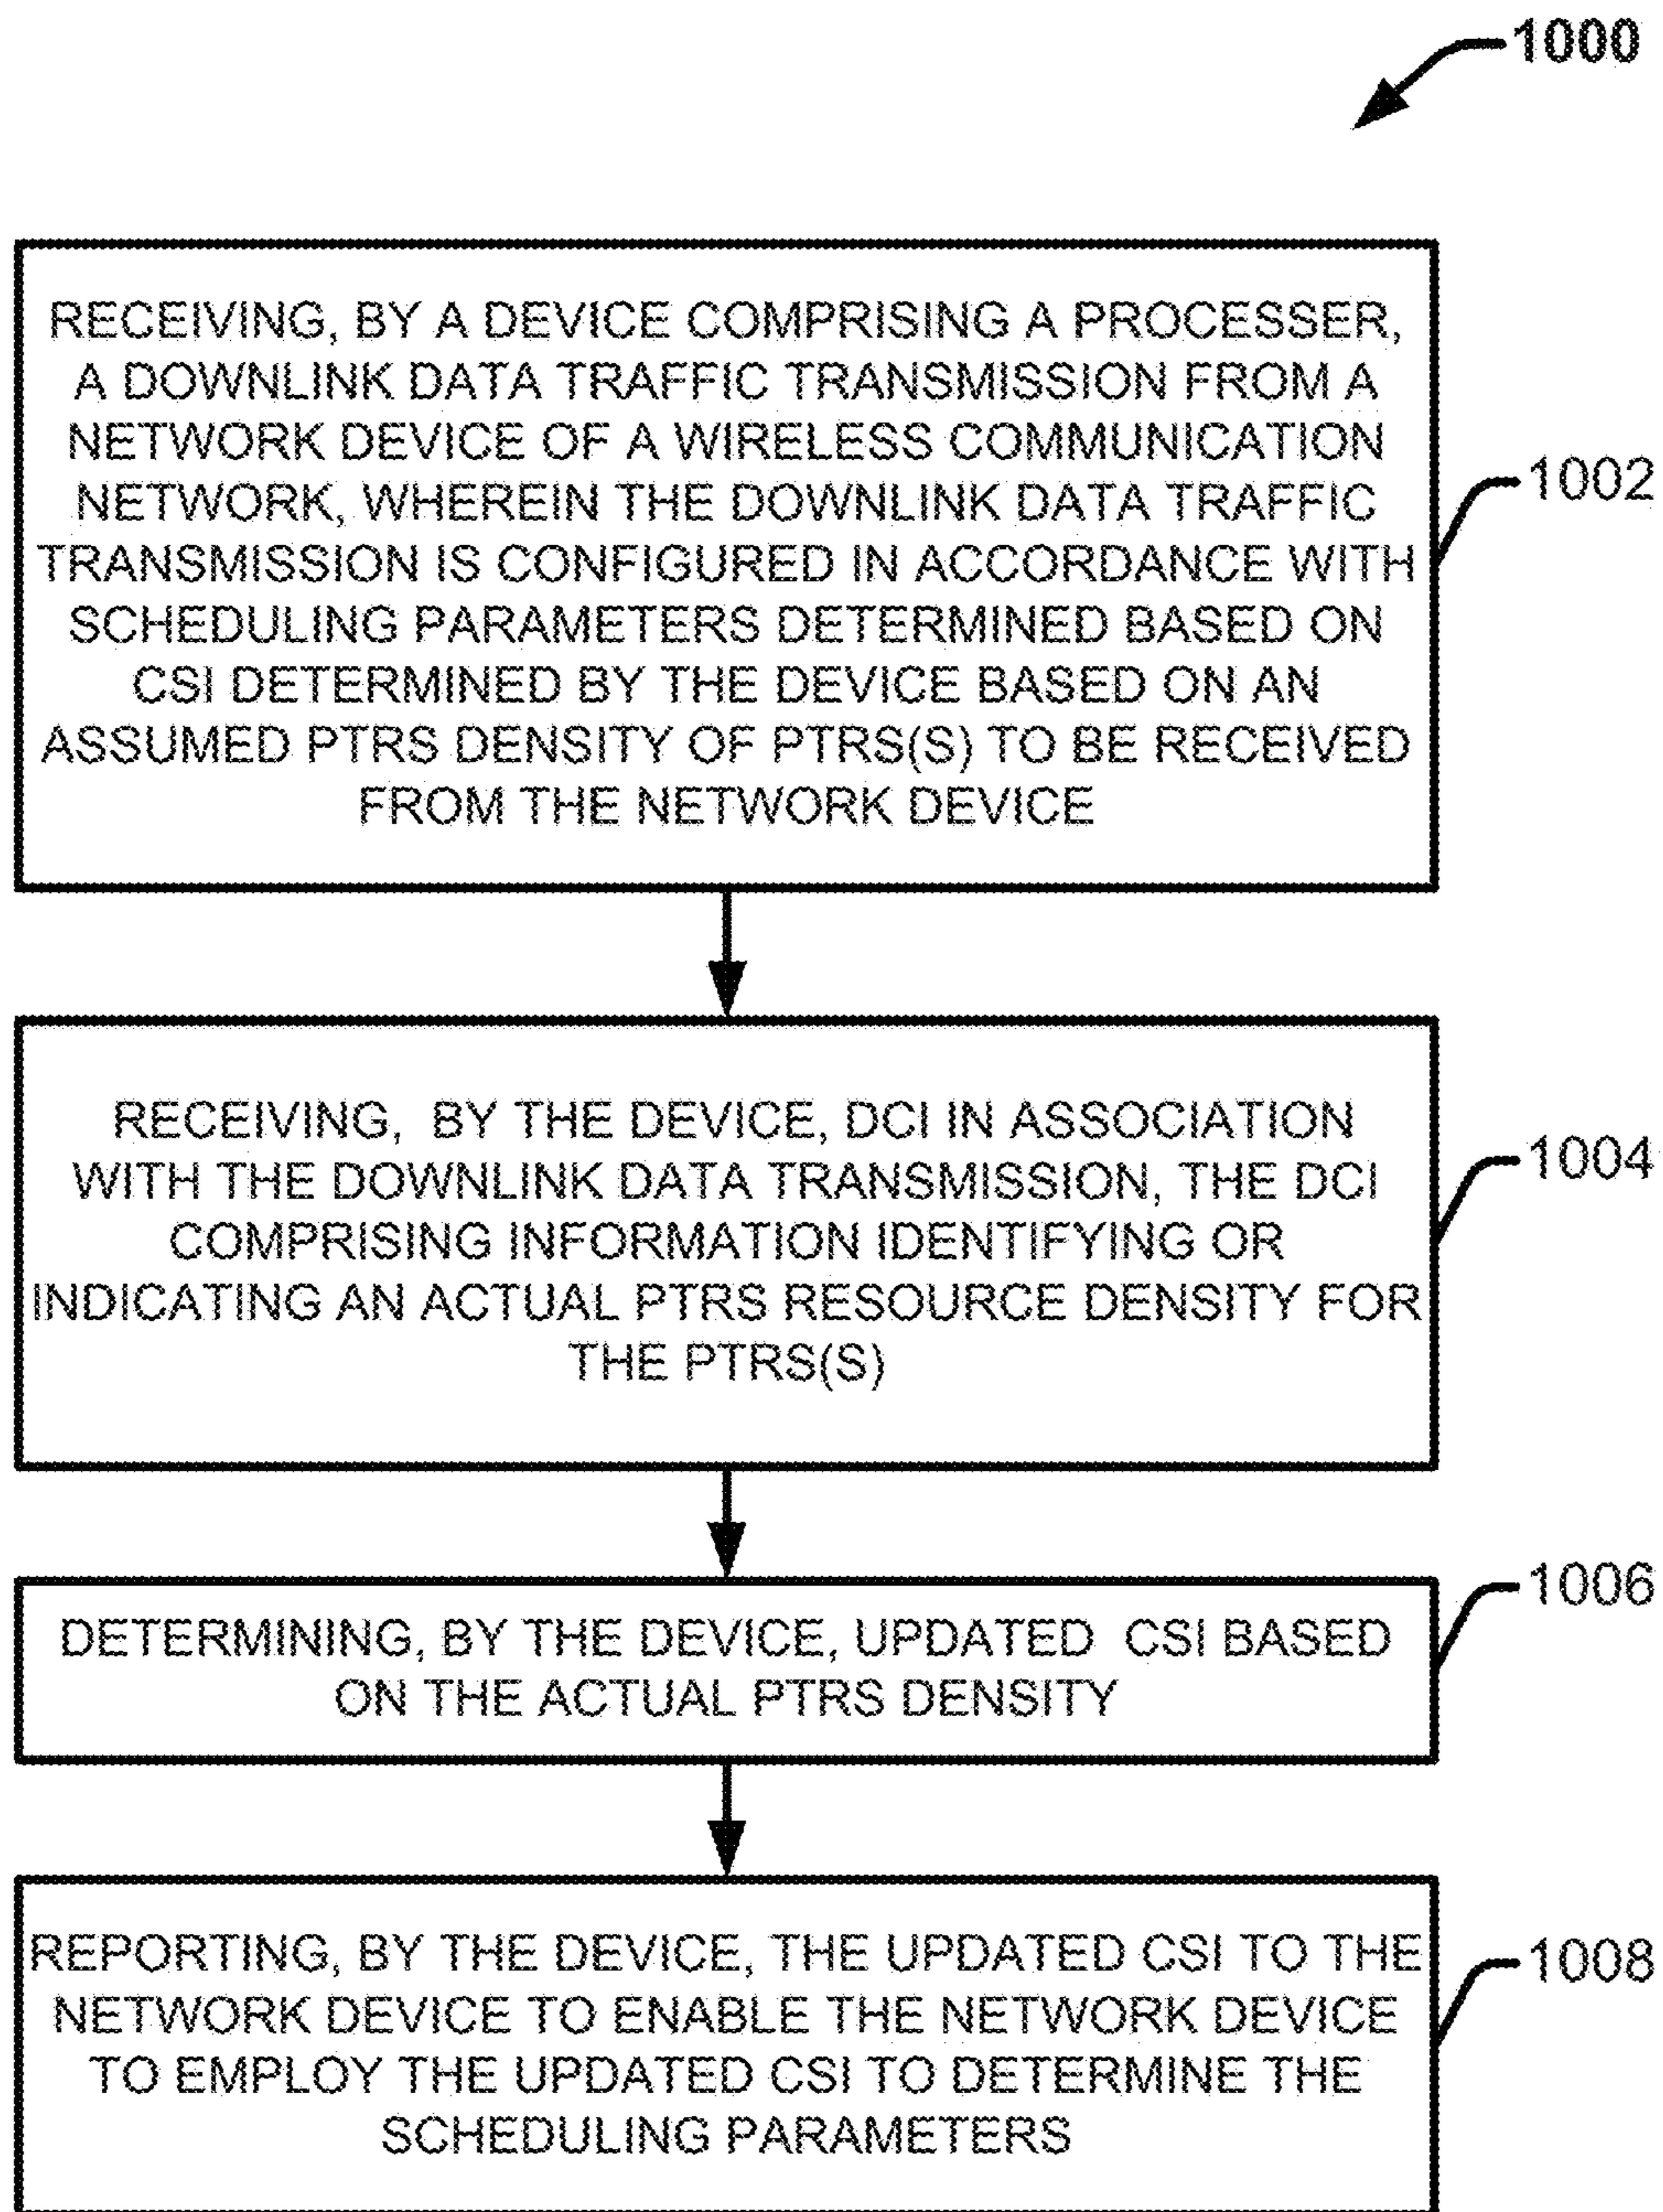 1000
RECEIVING, BY A DEVICE COMPRISING A PROCESSER,
A DOWNLINK DATA TRAFFIC TRANSMISSION FROM A
NETWORK DEVICE OF A WIRELESS COMMUNICATION
NETWORK, WHEREIN THE DOWNLINK DATA TRAFFIC
TRANSMISSION IS CONFIGURED IN ACCORDANCE WITH
SCHEDULING PARAMETERS DETERMINED BASED ON
CSI DETERMINED BY THE DEVICE BASED ON AN
ASSUMED PTRS DENSITY OF PTRS(S) TO BE RECEIVED
FROM THE NETWORK DEVICE
1002
RECEIVING, BY THE DEVICE, DCI IN ASSOCIATION
WITH THE DOWNLINK DATA TRANSMISSION, THE DCI
COMPRISING INFORMATION IDENTIFYING OR
INDICATING AN ACTUAL PTRS RESOURCE DENSITY FOR
THE PTRS(S)
1004
DETERMINING, BY THE DEVICE, UPDATED CSI BASED
ON THE ACTUAL PTRS DENSITY
1006
REPORTING, BY THE DEVICE, THE UPDATED CSI TO THE
NETWORK DEVICE TO ENABLE THE NETWORK DEVICE
TO EMPLOY THE UPDATED CSI TO DETERMINE THE
SCHEDULING PARAMETERS
1008